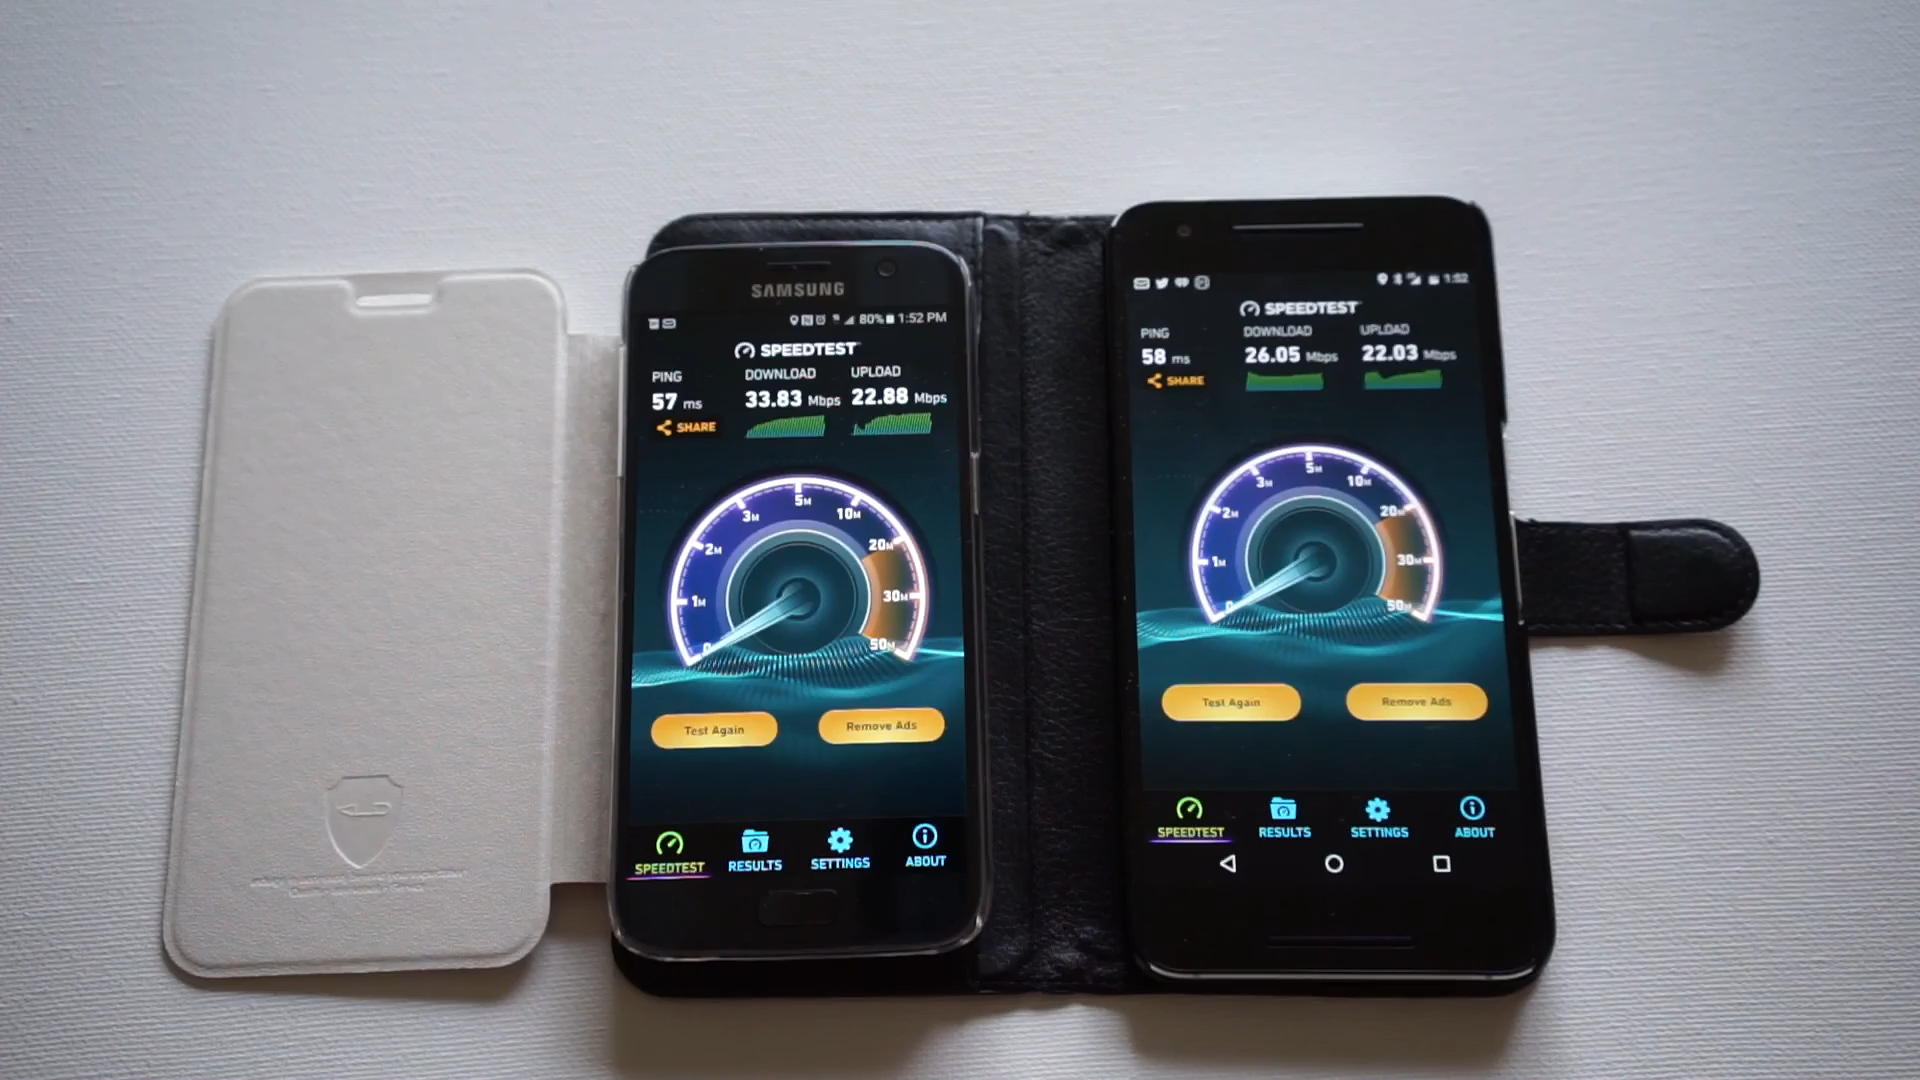 SAMSUNG
80% 1:52 PM
SPEEDTEST
PING DOWNLOAD UPLOAD
57 ms 33.83 Mbps 22.88 Mbps
SHARE
5M
3M 10M
2M 20M
1M 30M
0 50M
Test Again Remove Ads
SPEEDTEST RESULTS SETTINGS ABOUT
1:52
SPEEDTEST
PING DOWNLOAD UPLOAD
58 ms 26.05 Mbps 22.03 Mbps
SHARE
5M
3M 10M
2M 20M
1M 30M
0 50M
Test Again Remove Ads
SPEEDTEST RESULTS SETTINGS ABOUT